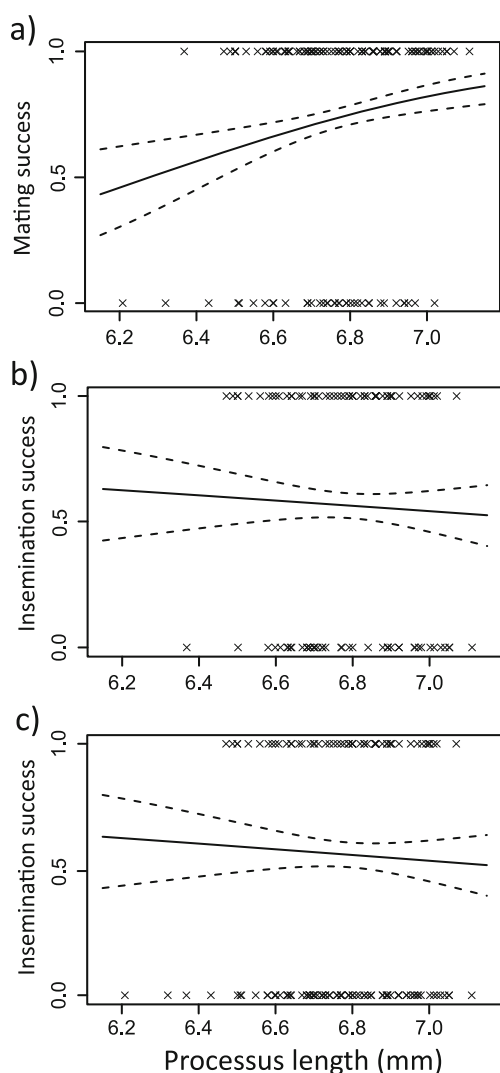 a)
Mating success
1.0
0.5
0.0
6.2 6.4 6.6 6.8 7.0
b)
Insemination success
1.0
0.5
0.0
6.2 6.4 6.6 6.8 7.0
c)
Insemination success
1.0
0.5
0.0
6.2 6.4 6.6 6.8 7.0
Processus length (mm)